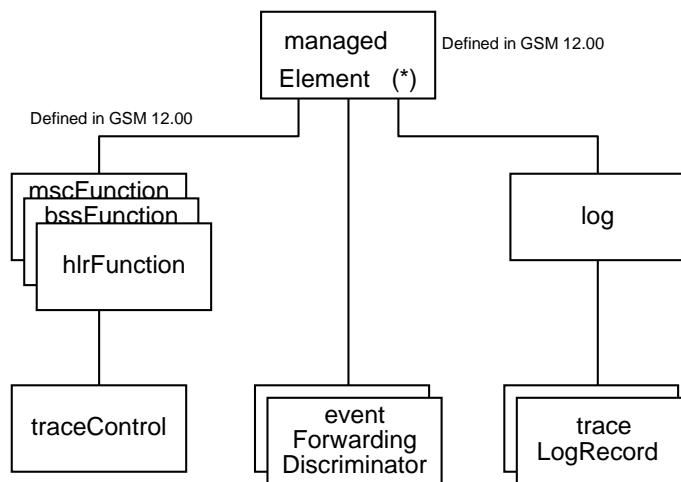 managed
Element (*)
Defined in GSM 12.00
Defined in GSM 12.00
mscFunction
bssFunction
hlrFunction
log
traceControl
event
Forwarding
Discriminator
trace
LogRecord